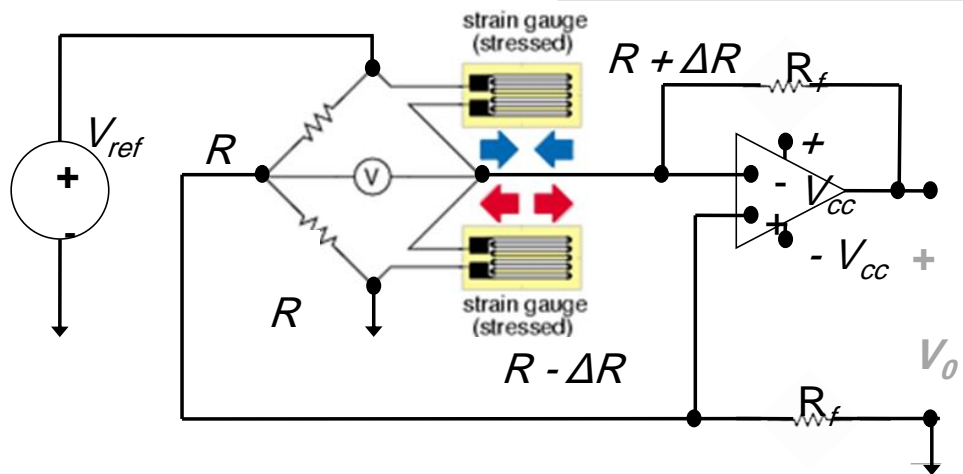 strain gauge
(stressed)
R + ΔR
R_f
V_ref
+
-
R
V
+
-
V_cc
+
- V_cc
+
R
strain gauge
(stressed)
R - ΔR
V_0
R_f